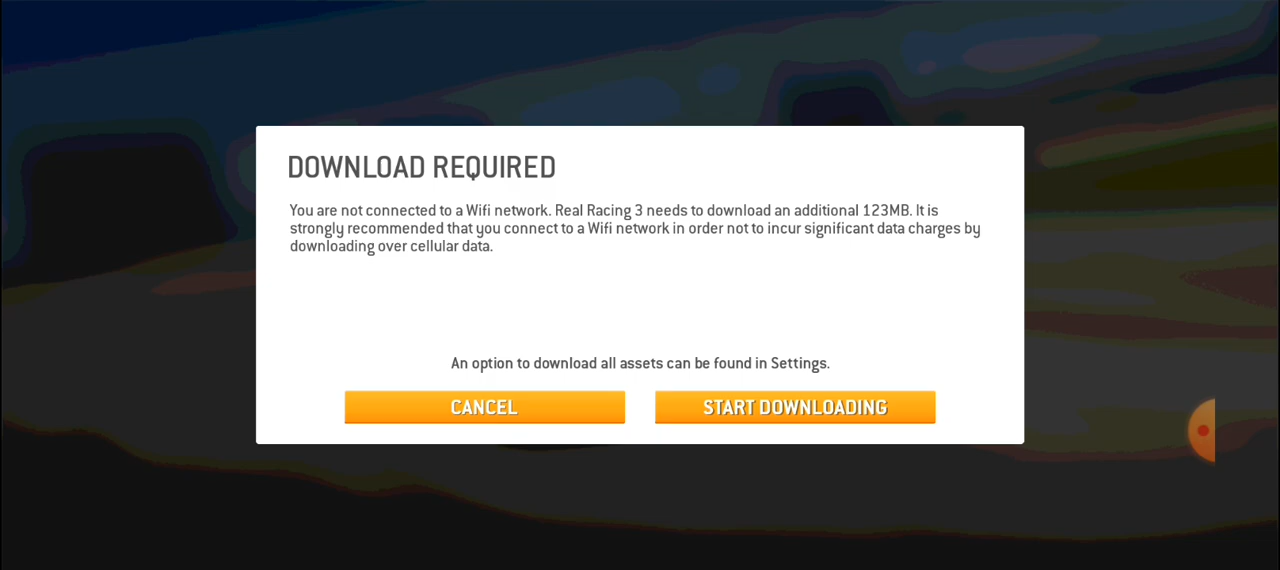 DOWNLOAD REQUIRED
You are not connected to a Wifi network. Real Racing 3 needs to download an additional 123MB. It is
strongly recommended that you connect to a Wifi network in order not to incur significant data charges by
downloading over cellular data.
An option to download all assets can be found in Settings.
CANCEL
START DOWNLOADING